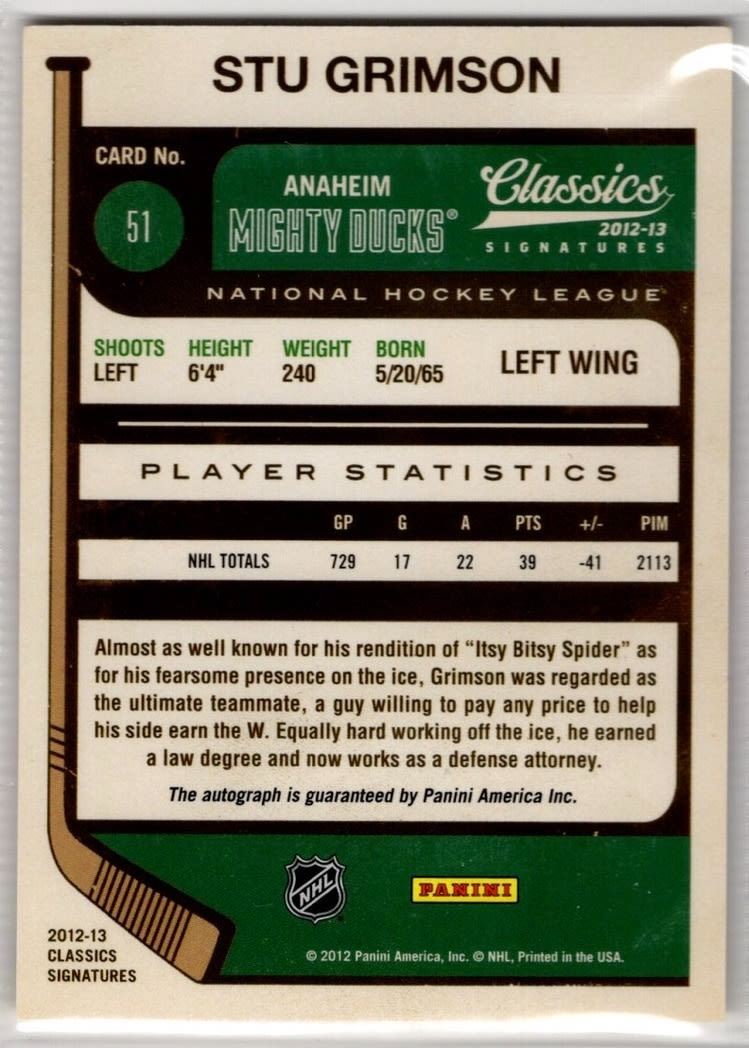 STU GRIMSON
CARD No.
51
ANAHEIM
MIGHTY DUCKS®
Classics
2012-13
SIGNATURES
NATIONAL HOCKEY LEAGUE
SHOOTS HEIGHT WEIGHT BORN
LEFT 6'4" 240 5/20/65
LEFT WING
PLAYER STATISTICS
GP G A PTS +/- PIM
NHL TOTALS 729 17 22 39 -41 2113
Almost as well known for his rendition of “Itsy Bitsy Spider” as
for his fearsome presence on the ice, Grimson was regarded as
the ultimate teammate, a guy willing to pay any price to help
his side earn the W. Equally hard working off the ice, he earned
a law degree and now works as a defense attorney.
The autograph is guaranteed by Panini America Inc.
NHL
PANINI
2012-13
CLASSICS
SIGNATURES
© 2012 Panini America, Inc. © NHL, Printed in the USA.